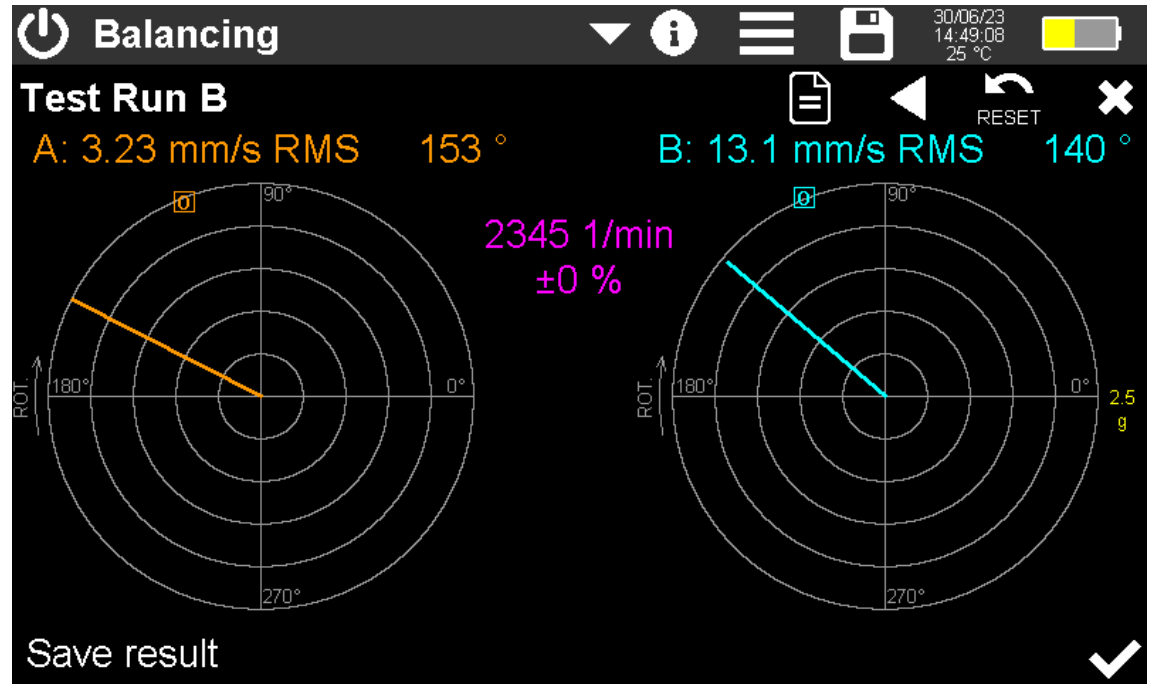 Balancing
30/06/23
14:49:08
25 °C
Test Run B
RESET
A: 3.23 mm/s RMS 153 °
B: 13.1 mm/s RMS 140 °
0
90°
180°
0°
270°
ROT.
2345 1/min
±0 %
0
90°
180°
0°
270°
ROT.
2.5
g
Save result